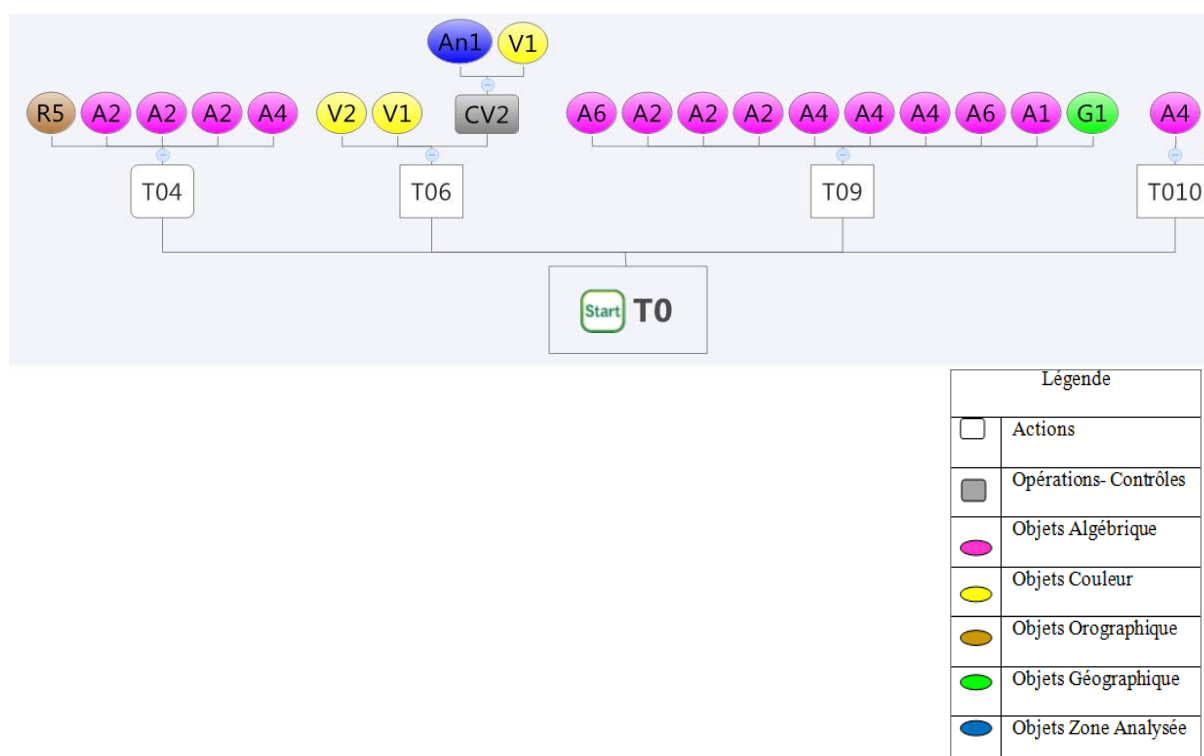 An1 V1
R5 A2 A2 A2 A4 V2 V1 CV2 A6 A2 A2 A2 A4 A4 A4 A6 A1 G1 A4
T04 T06 T09 T010
Start T0
Légende
Actions
Opérations- Contrôles
Objets Algébrique
Objets Couleur
Objets Orographique
Objets Géographique
Objets Zone Analysée